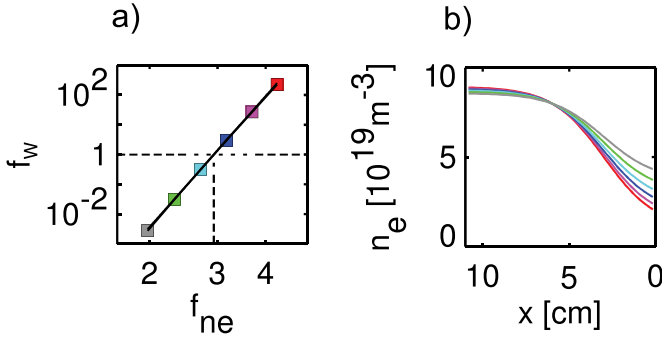 a)
10^2
1
10^-2
f_w
2 3 4
f_ne
b)
10
5
0
n_e [10^19 m^-3]
10 5 0
x [cm]